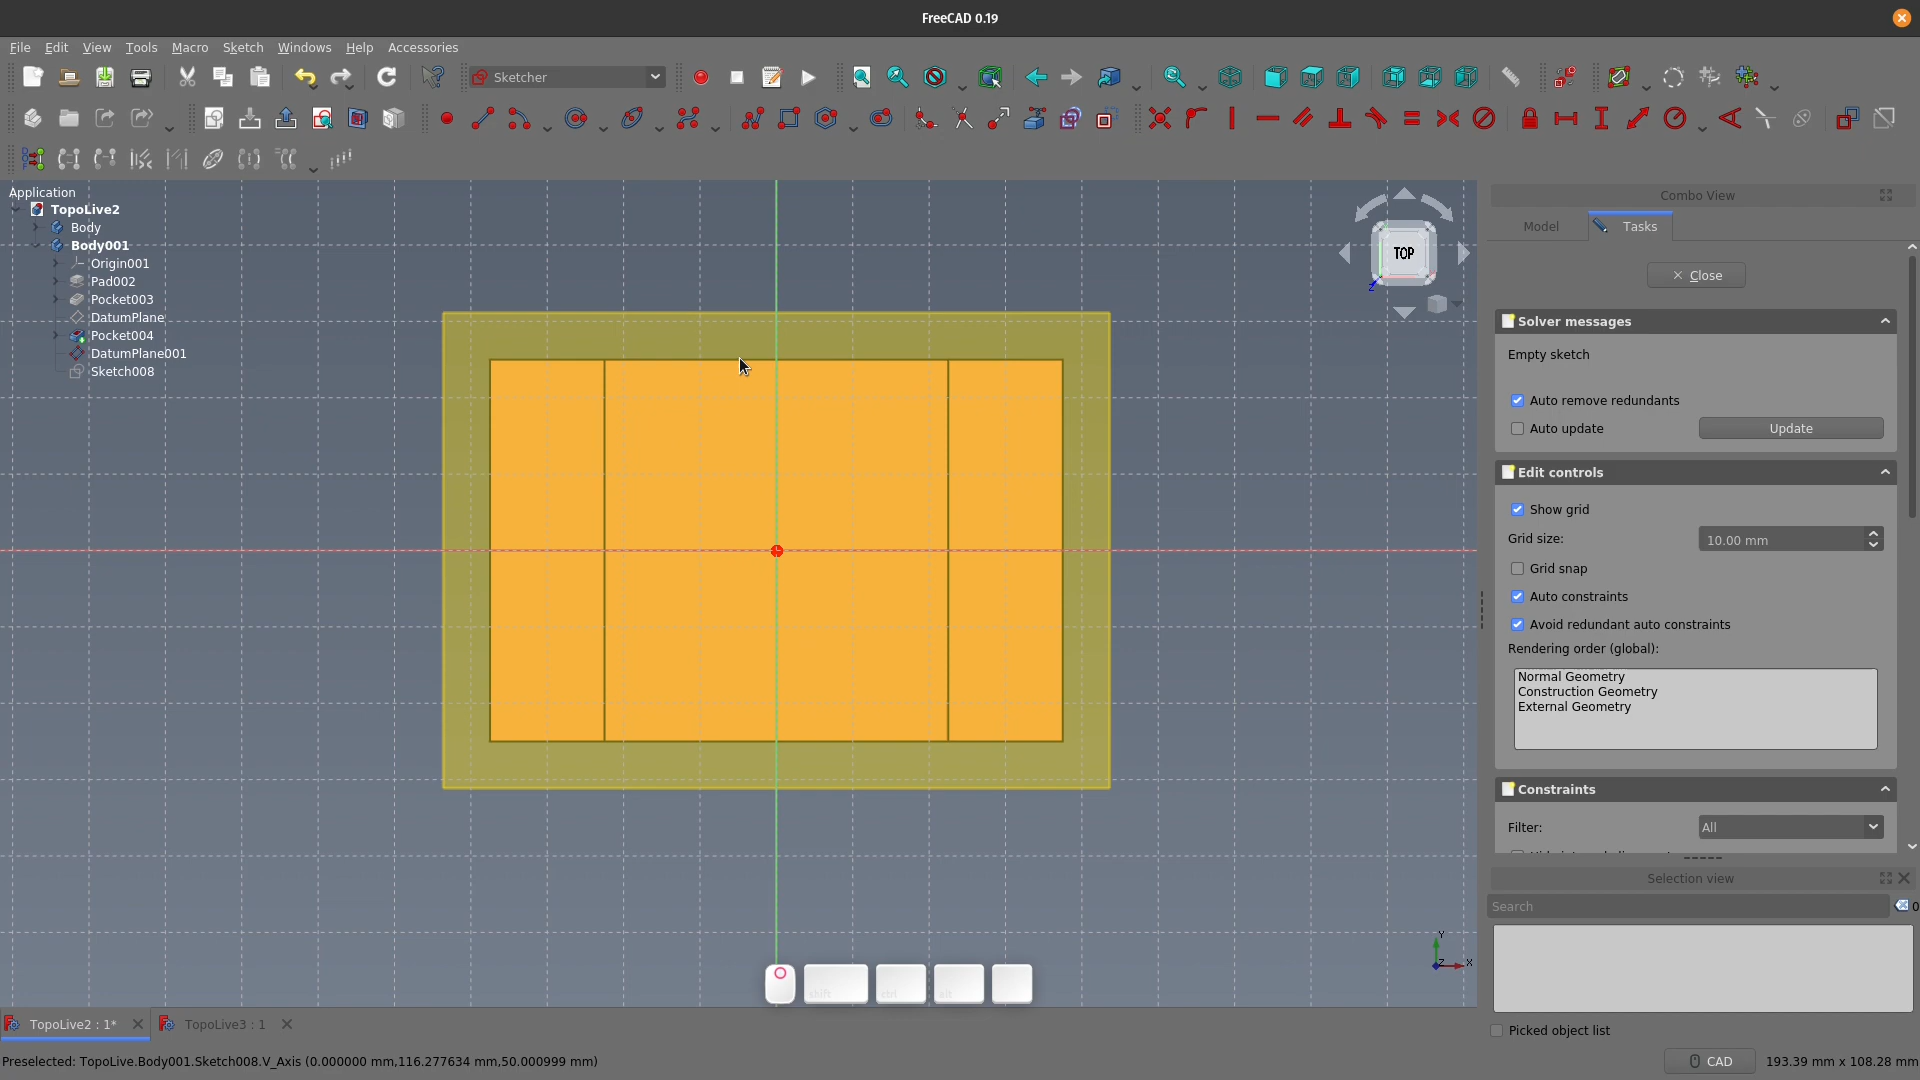 FreeCAD 0.19
File Edit View Tools Macro Sketch Windows Help Accessories
Sketcher
Application
TopoLive2
Body
Body001
Origin001
Pad002
Pocket003
DatumPlane
Pocket004
DatumPlane001
Sketch008
TOP
Z
Combo View
Model
Tasks
Close
Solver messages
Empty sketch
Auto remove redundants
Auto update
Update
Edit controls
Show grid
Grid size:
10.00 mm
Grid snap
Auto constraints
Avoid redundant auto constraints
Rendering order (global):
Normal Geometry
Construction Geometry
External Geometry
Constraints
Filter:
All
Selection view
Search
0
Y
Z
X
shift
ctrl
alt
TopoLive2 : 1*
TopoLive3 : 1
Picked object list
Preselected: TopoLive.Body001.Sketch008.V_Axis (0.000000 mm,116.277634 mm,50.000999 mm)
CAD
193.39 mm x 108.28 mm